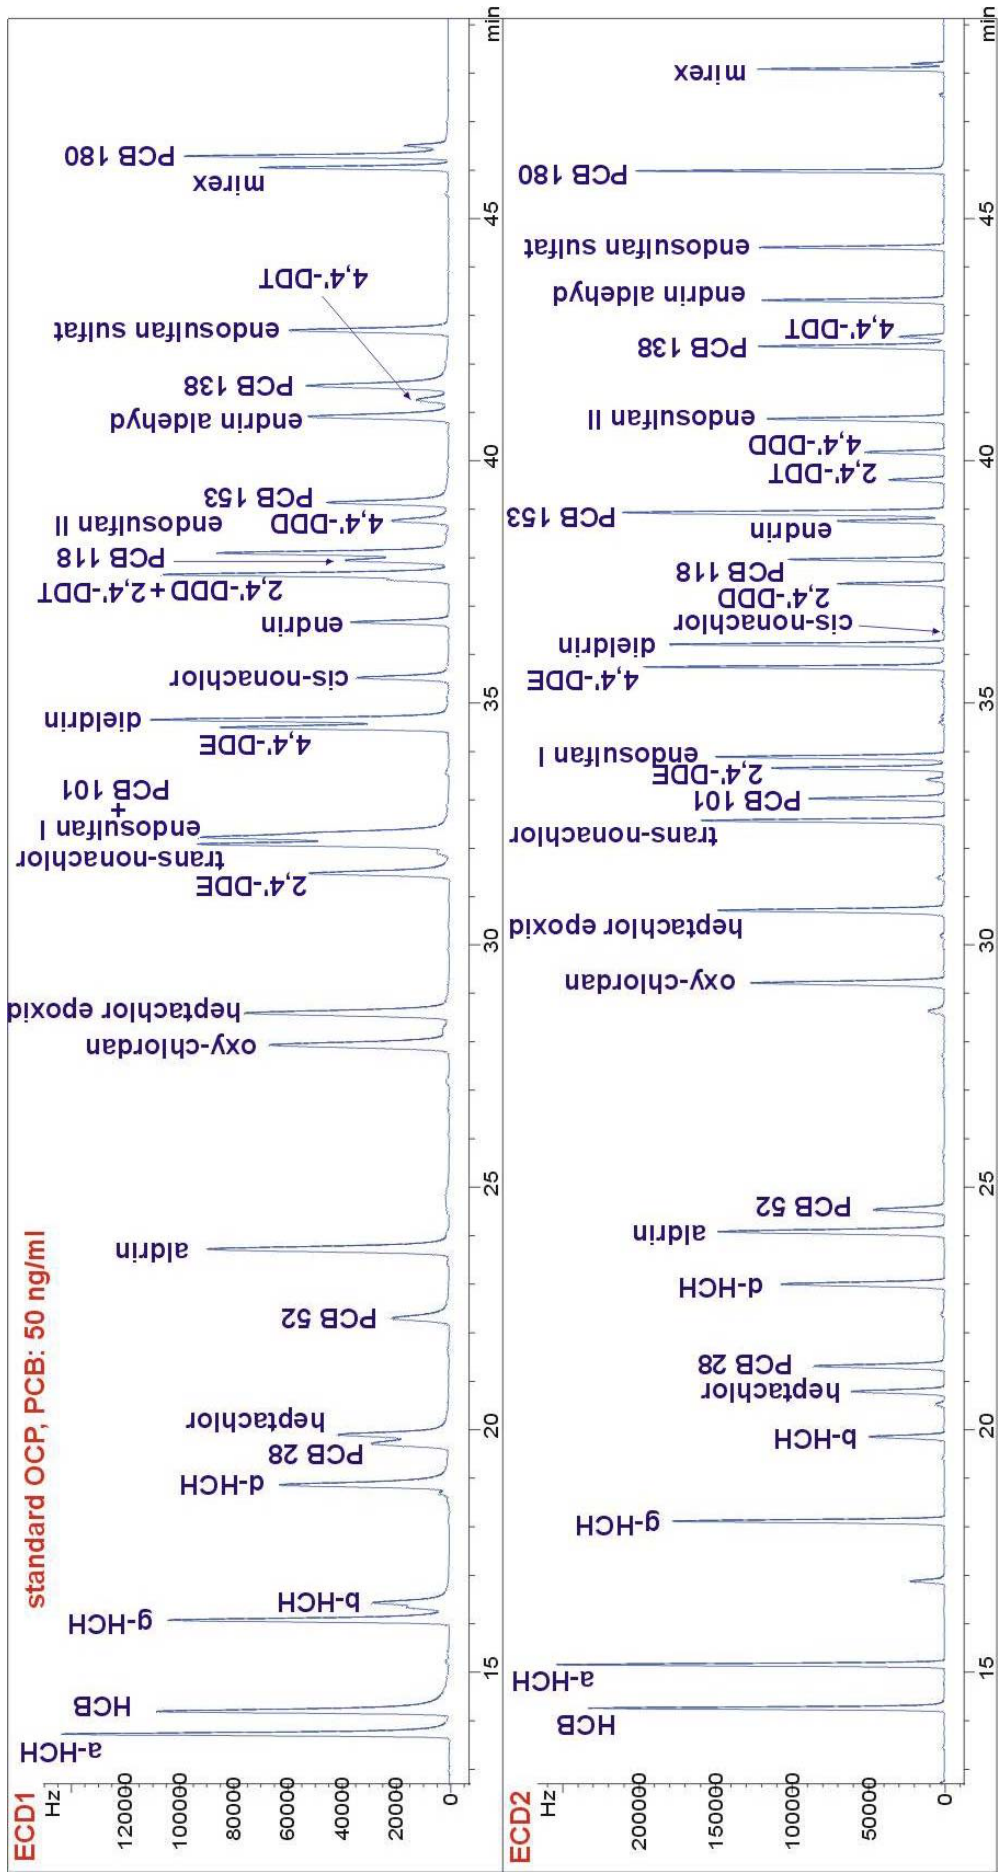 ECD1
Hz
standard OCP, PCB: 50 ng/ml
120000
100000
80000
60000
40000
20000
0
a-HCH
HCB
g-HCH
b-HCH
d-HCH
PCB 28
heptachlor
PCB 52
aldrin
oxy-chlordan
heptachlor epoxid
2,4'-DDE
trans-nonachlor
endosulfan I
+
PCB 101
4,4'-DDE
dieldrin
cis-nonachlor
endrin
2,4'-DDD+2,4'-DDT
PCB 118
endosulfan II
4,4'-DDD
PCB 153
endrin aldehyd
4,4'-DDT
PCB 138
endosulfan sulfat
mirex
PCB 180
15
20
25
30
35
40
45
min
ECD2
Hz
200000
150000
100000
50000
0
HCB
a-HCH
g-HCH
b-HCH
heptachlor
PCB 28
d-HCH
aldrin
PCB 52
oxy-chlordan
heptachlor epoxid
trans-nonachlor
PCB 101
2,4'-DDE
endosulfan I
4,4'-DDE
dieldrin
cis-nonachlor
2,4'-DDD
PCB 118
endrin
PCB 153
2,4'-DDT
4,4'-DDD
endosulfan II
PCB 138
4,4'-DDT
endrin aldehyd
endosulfan sulfat
PCB 180
mirex
15
20
25
30
35
40
45
min